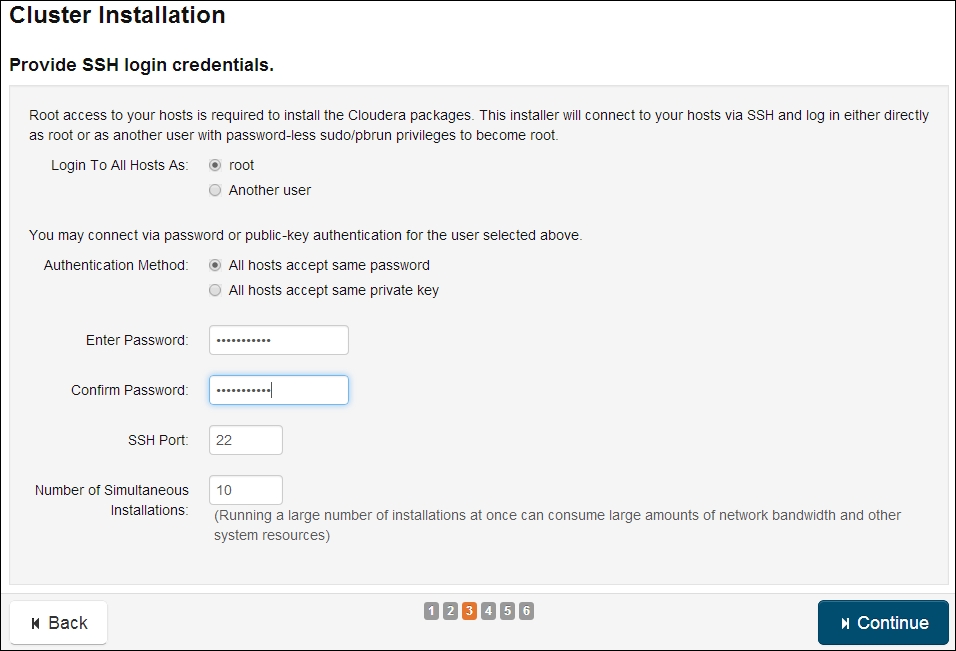 Cluster Installation
Provide SSH login credentials.
Root access to your hosts is required to install the Cloudera packages. This installer will connect to your hosts via SSH and log in either directly
as root or as another user with password-less sudo/pbrun privileges to become root.
Login To All Hosts As: root
Another user
You may connect via password or public-key authentication for the user selected above.
Authentication Method: All hosts accept same password
All hosts accept same private key
Enter Password: •••••••••••
Confirm Password: •••••••••••
SSH Port: 22
Number of Simultaneous 10
Installations:
(Running a large number of installations at once can consume large amounts of network bandwidth and other
system resources)
Back 1 2 3 4 5 6 Continue